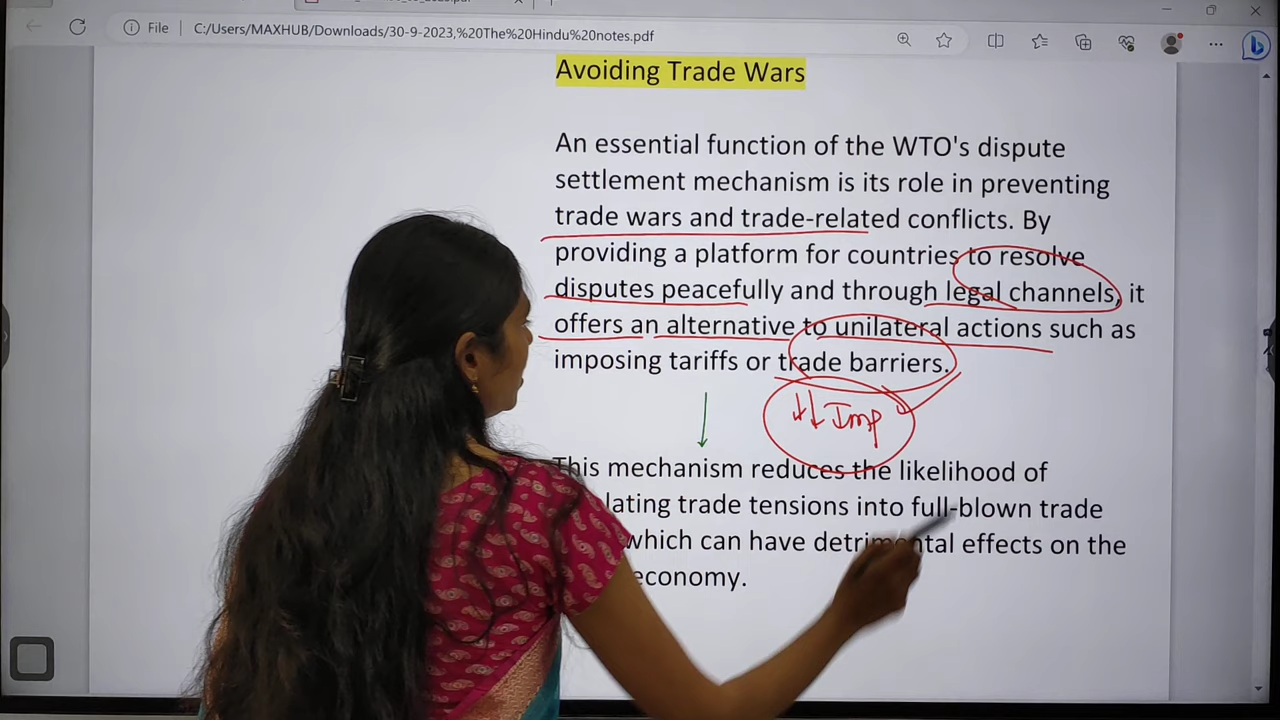 File C:/Users/MAXHUB/Downloads/30-9-2023,%20The%20Hindu%20notes.pdf
Avoiding Trade Wars
An essential function of the WTO's dispute
settlement mechanism is its role in preventing
trade wars and trade-related conflicts. By
providing a platform for countries to resolve
disputes peacefully and through legal channels, it
offers an alternative to unilateral actions such as
imposing tariffs or trade barriers.
↓↓ Imp
This mechanism reduces the likelihood of
lating trade tensions into full-blown trade
which can have detrimental effects on the
economy.